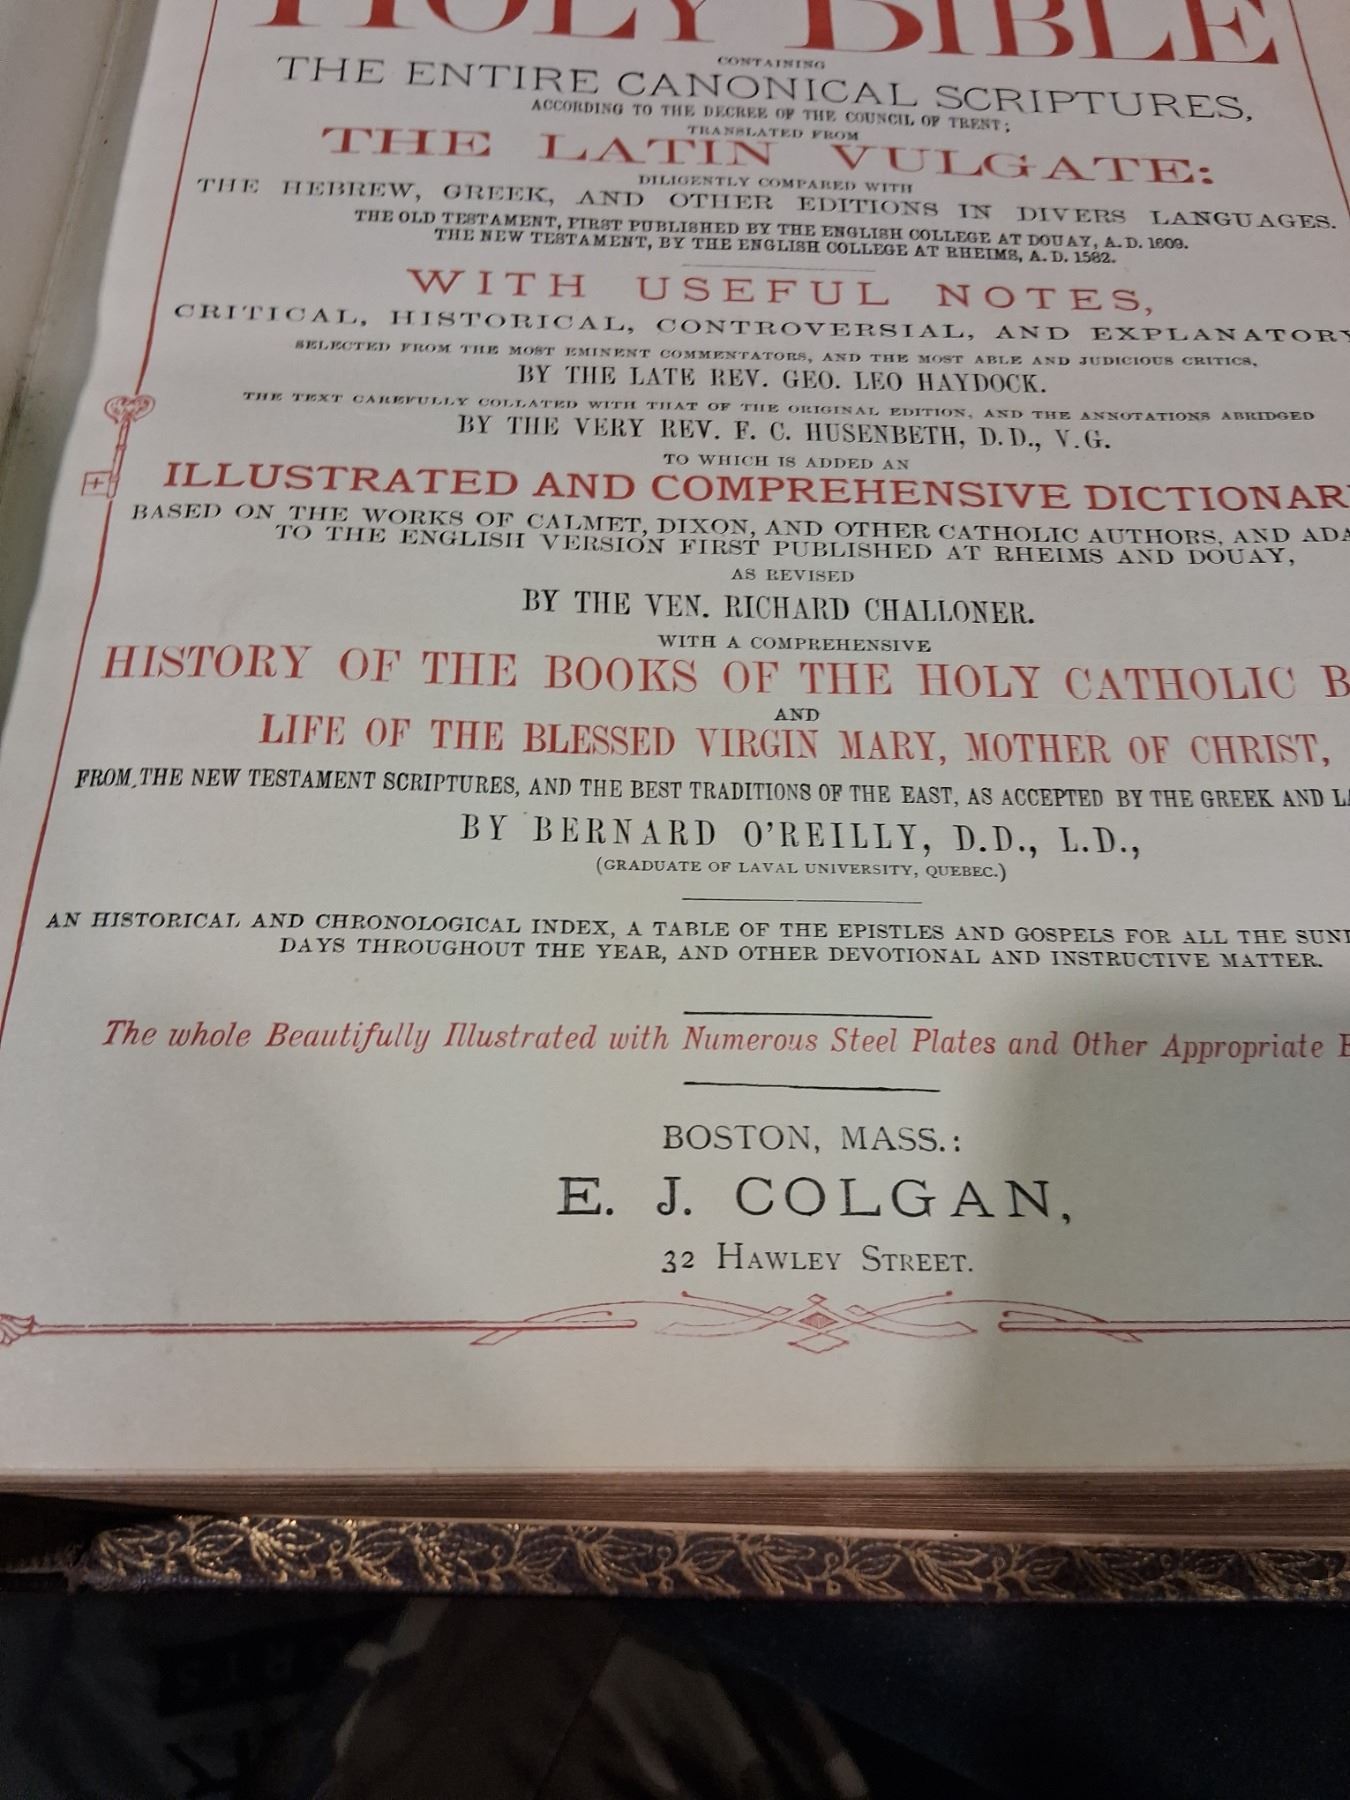 HOLY BIBLE
CONTAINING
THE ENTIRE CANONICAL SCRIPTURES,
ACCORDING TO THE DECREE OF THE COUNCIL OF TRENT;
TRANSLATED FROM
THE LATIN VULGATE:
DILIGENTLY COMPARED WITH
THE HEBREW, GREEK, AND OTHER EDITIONS IN DIVERS LANGUAGES.
THE OLD TESTAMENT, FIRST PUBLISHED BY THE ENGLISH COLLEGE AT DOUAY, A. D. 1609.
THE NEW TESTAMENT, BY THE ENGLISH COLLEGE AT RHEIMS, A. D. 1582.
WITH USEFUL NOTES,
CRITICAL, HISTORICAL, CONTROVERSIAL, AND EXPLANATORY
SELECTED FROM THE MOST EMINENT COMMENTATORS, AND THE MOST ABLE AND JUDICIOUS CRITICS,
BY THE LATE REV. GEO. LEO HAYDOCK.
THE TEXT CAREFULLY COLLATED WITH THAT OF THE ORIGINAL EDITION, AND THE ANNOTATIONS ABRIDGED
BY THE VERY REV. F. C. HUSENBETH, D. D., V. G.
TO WHICH IS ADDED AN
ILLUSTRATED AND COMPREHENSIVE DICTIONAR
BASED ON THE WORKS OF CALMET, DIXON, AND OTHER CATHOLIC AUTHORS, AND ADA
TO THE ENGLISH VERSION FIRST PUBLISHED AT RHEIMS AND DOUAY,
AS REVISED
BY THE VEN. RICHARD CHALLONER.
WITH A COMPREHENSIVE
HISTORY OF THE BOOKS OF THE HOLY CATHOLIC B
AND
LIFE OF THE BLESSED VIRGIN MARY, MOTHER OF CHRIST,
FROM THE NEW TESTAMENT SCRIPTURES, AND THE BEST TRADITIONS OF THE EAST, AS ACCEPTED BY THE GREEK AND LA
BY BERNARD O'REILLY, D.D., L.D.,
(GRADUATE OF LAVAL UNIVERSITY, QUEBEC.)
AN HISTORICAL AND CHRONOLOGICAL INDEX, A TABLE OF THE EPISTLES AND GOSPELS FOR ALL THE SUND
DAYS THROUGHOUT THE YEAR, AND OTHER DEVOTIONAL AND INSTRUCTIVE MATTER.
The whole Beautifully Illustrated with Numerous Steel Plates and Other Appropriate E
BOSTON, MASS.:
E. J. COLGAN,
32 HAWLEY STREET.